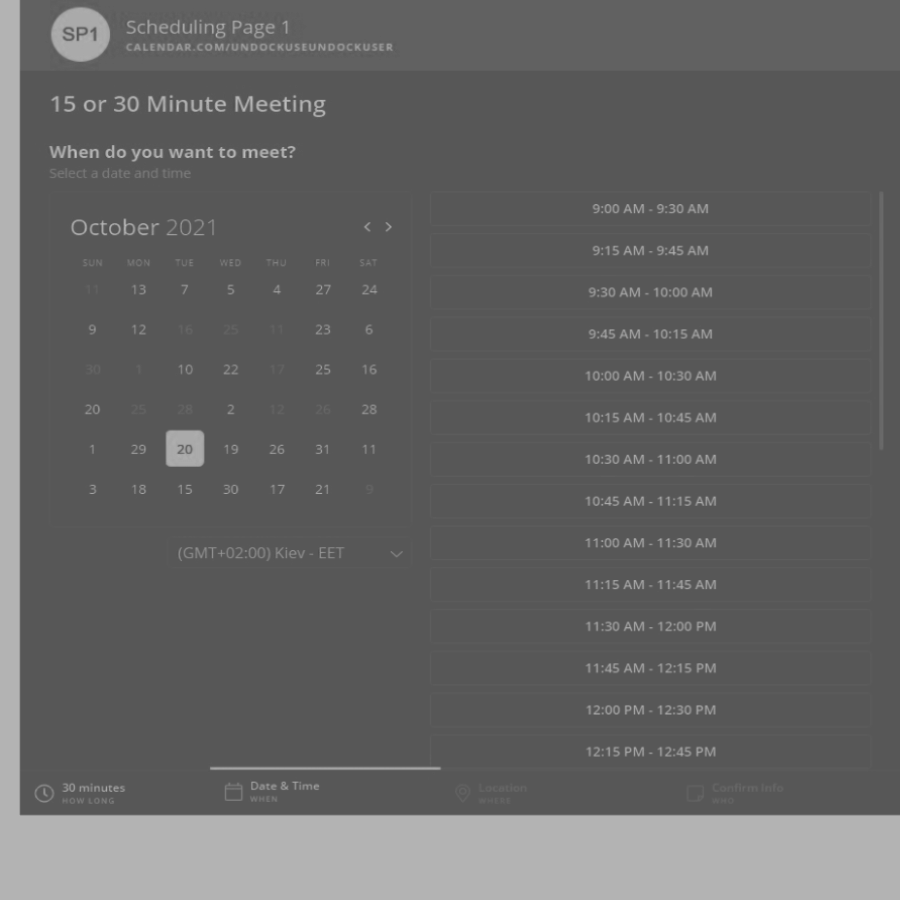 SP1
Scheduling Page 1
CALENDAR.COM/UNDOCKUSEUNDOCKUSER
15 or 30 Minute Meeting
When do you want to meet?
Select a date and time
October 2021
SUN MON TUE WED THU FRI SAT
11 13 7 5 4 27 24
9 12 16 25 11 23 6
30 1 10 22 17 25 16
20 25 28 2 12 26 28
1 29 20 19 26 31 11
3 18 15 30 17 21 9
(GMT+02:00) Kiev - EET
9:00 AM - 9:30 AM
9:15 AM - 9:45 AM
9:30 AM - 10:00 AM
9:45 AM - 10:15 AM
10:00 AM - 10:30 AM
10:15 AM - 10:45 AM
10:30 AM - 11:00 AM
10:45 AM - 11:15 AM
11:00 AM - 11:30 AM
11:15 AM - 11:45 AM
11:30 AM - 12:00 PM
11:45 AM - 12:15 PM
12:00 PM - 12:30 PM
12:15 PM - 12:45 PM
30 minutes
HOW LONG
Date & Time
WHEN
Location
WHERE
Confirm Info
WHO